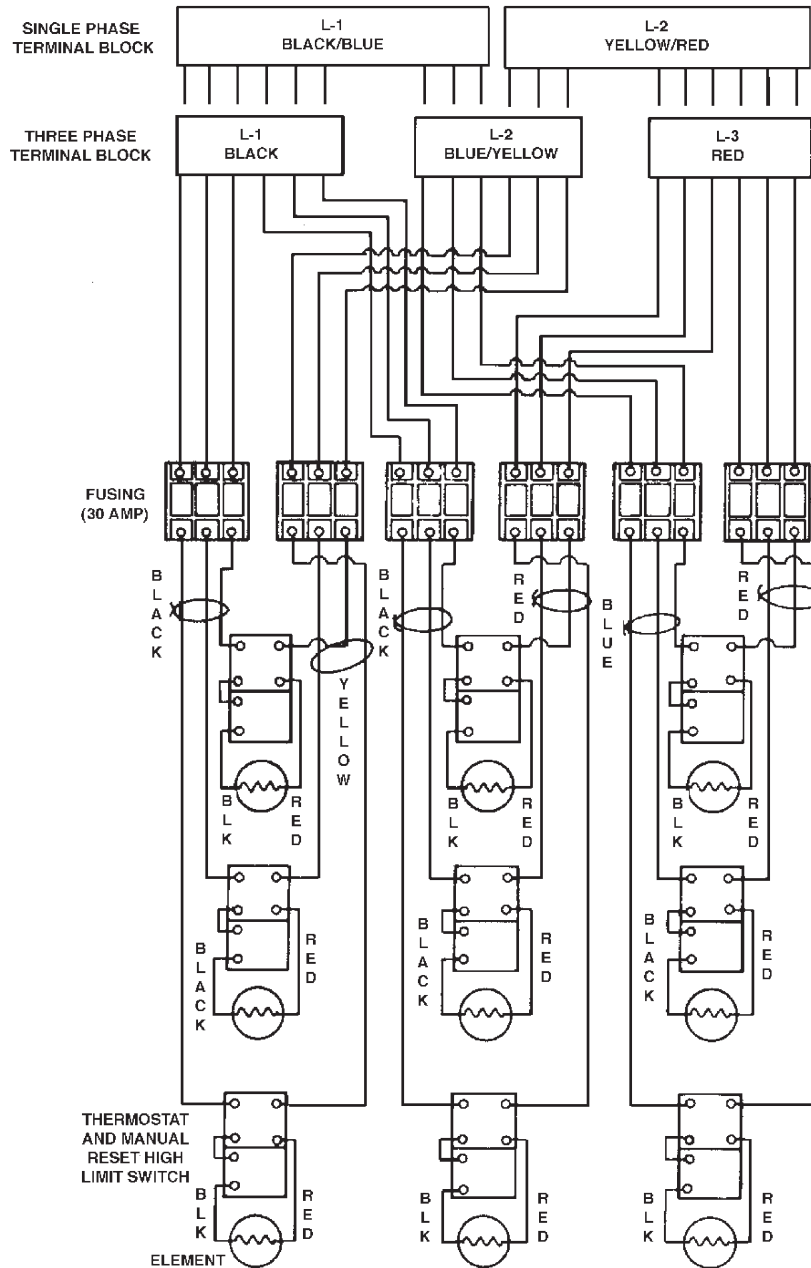 SINGLE PHASE
TERMINAL BLOCK
L-1
BLACK/BLUE
L-2
YELLOW/RED
THREE PHASE
TERMINAL BLOCK
L-1
BLACK
L-2
BLUE/YELLOW
L-3
RED
FUSING
(30 AMP)
BLACK
YELLOW
BLACK
RED
BLUE
RED
BLK
RED
BLK
RED
BLK
RED
BLACK
RED
BLACK
RED
BLACK
RED
THERMOSTAT
AND MANUAL
RESET HIGH
LIMIT SWITCH
BLK
RED
BLK
RED
BLK
RED
ELEMENT